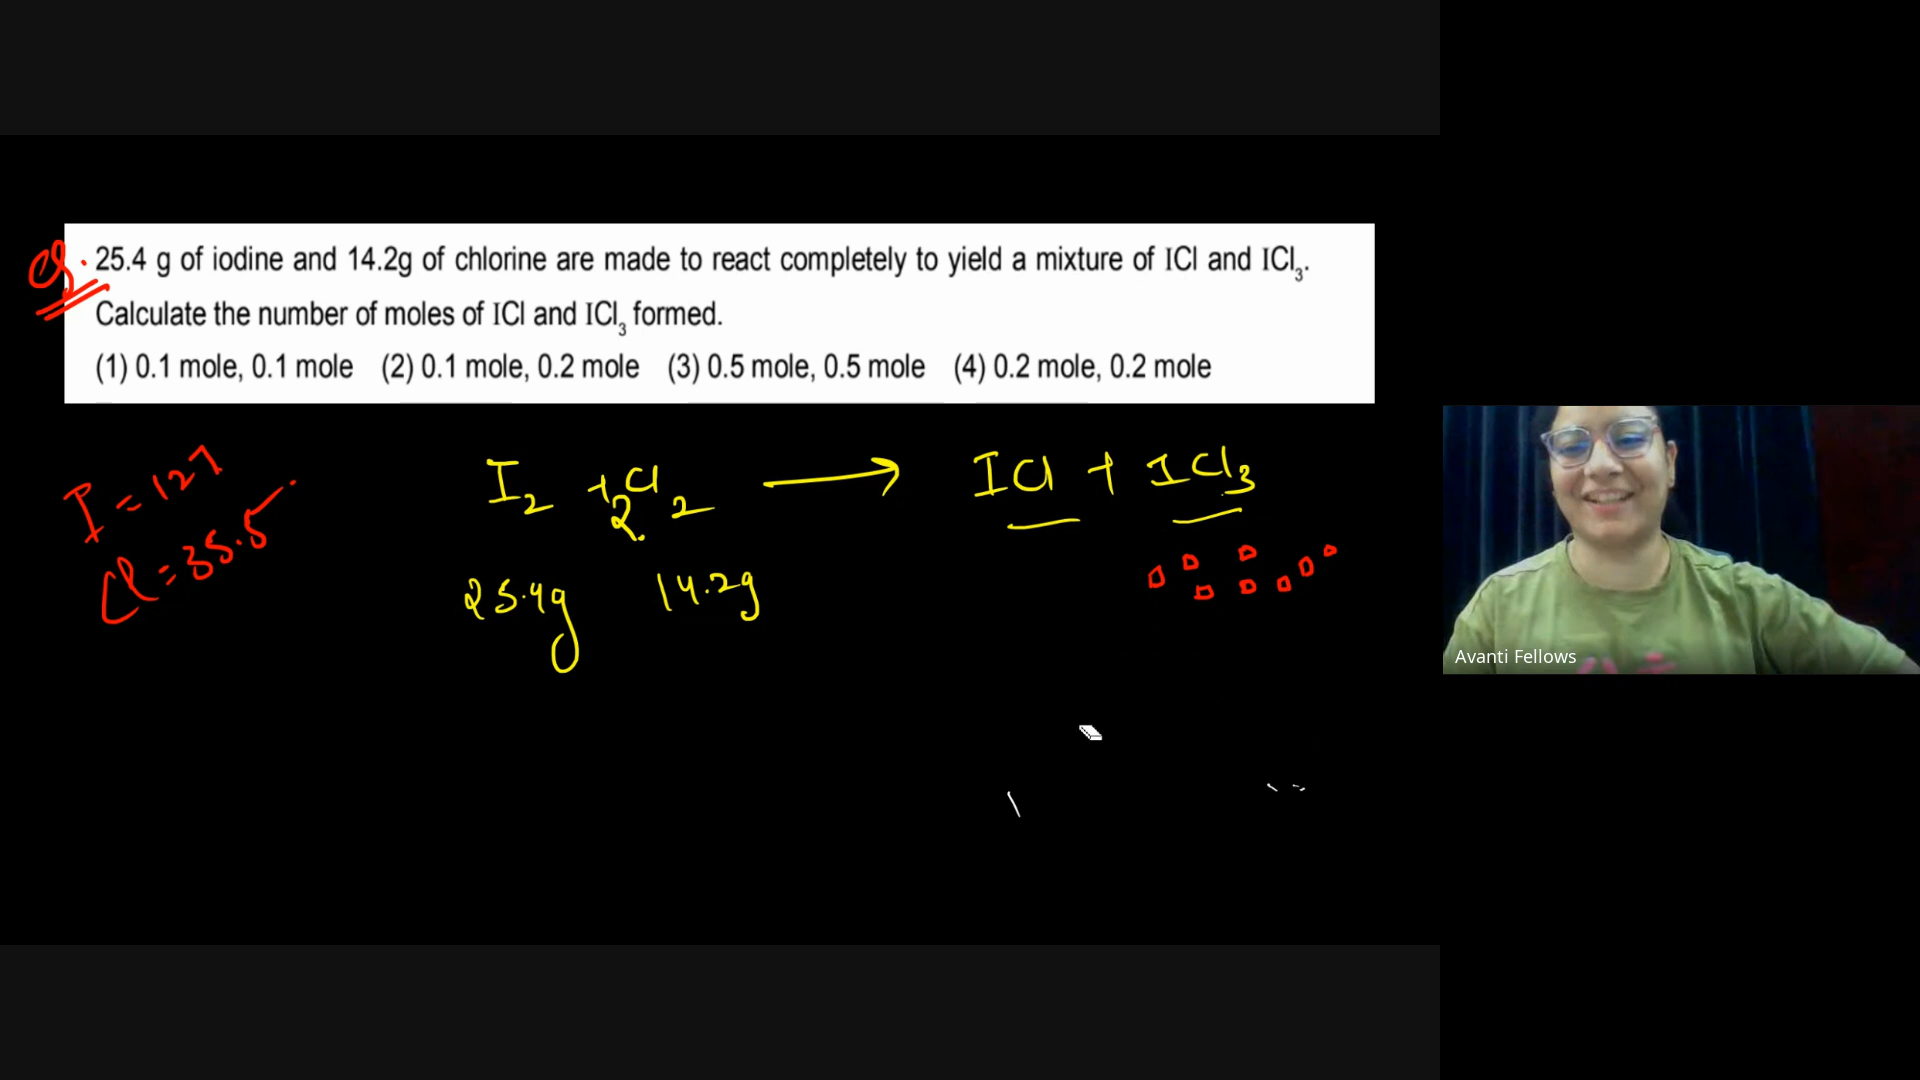 Q. 25.4 g of iodine and 14.2g of chlorine are made to react completely to yield a mixture of ICl and ICl₃.
Calculate the number of moles of ICl and ICl₃ formed.
(1) 0.1 mole, 0.1 mole (2) 0.1 mole, 0.2 mole (3) 0.5 mole, 0.5 mole (4) 0.2 mole, 0.2 mole
I = 127
Cl = 35.5
I₂ + 2Cl₂ → ICl + ICl₃
25.4g 14.2g
Avanti Fellows